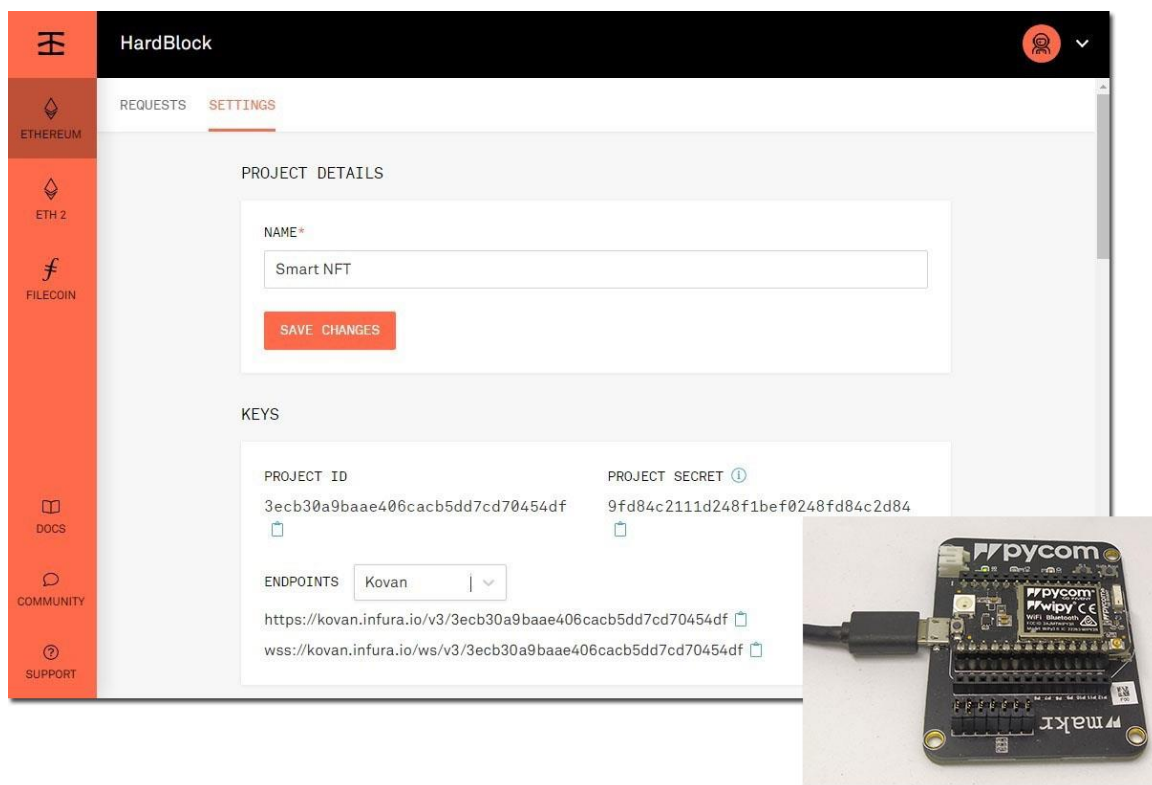 HardBlock
ETHEREUM
ETH 2
FILECOIN
DOCS
COMMUNITY
SUPPORT
REQUESTS SETTINGS
PROJECT DETAILS
NAME*
Smart NFT
SAVE CHANGES
KEYS
PROJECT ID
3ecb30a9baae406cacb5dd7cd70454df
PROJECT SECRET
9fd84c2111d248f1bef0248fd84c2d84
ENDPOINTS Kovan
https://kovan.infura.io/v3/3ecb30a9baae406cacb5dd7cd70454df
wss://kovan.infura.io/ws/v3/3ecb30a9baae406cacb5dd7cd70454df
pycom
pycom
wipy CE
WiFi Bluetooth
makr